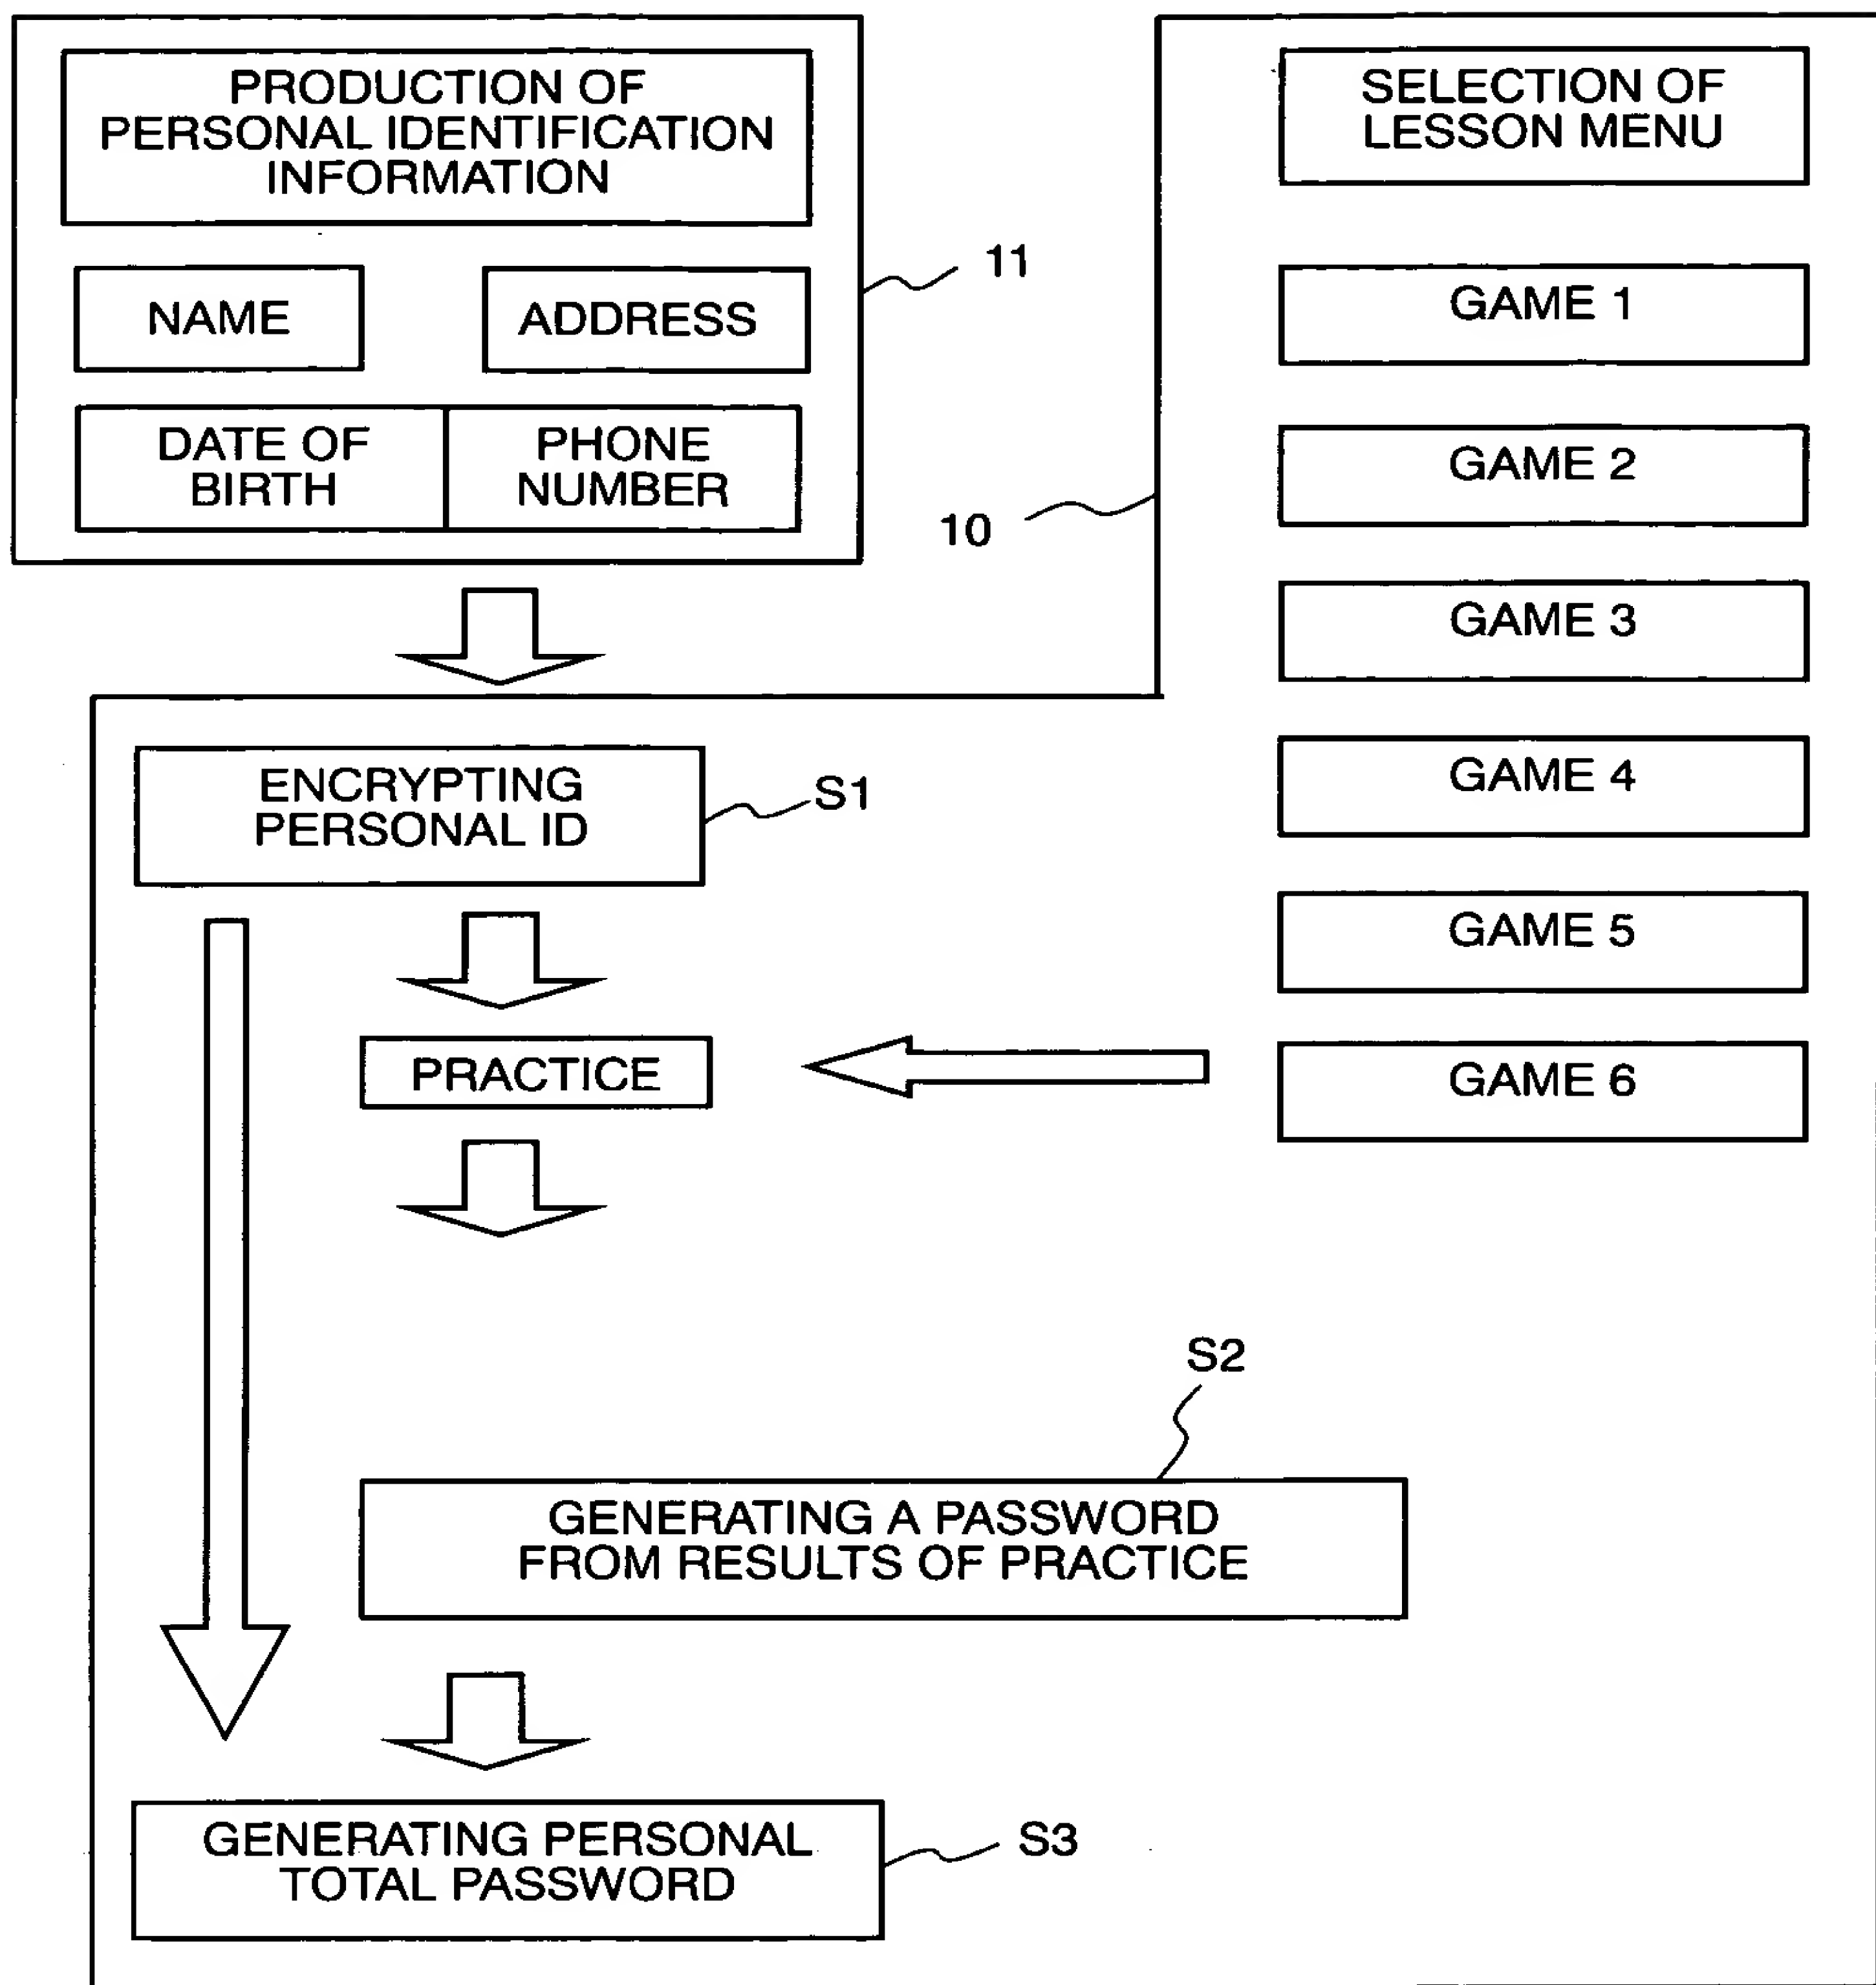 PRODUCTION OF
PERSONAL IDENTIFICATION
INFORMATION
NAME
ADDRESS
DATE OF
BIRTH
PHONE
NUMBER
11
10
SELECTION OF
LESSON MENU
GAME 1
GAME 2
GAME 3
GAME 4
GAME 5
GAME 6
ENCRYPTING
PERSONAL ID
S1
PRACTICE
S2
GENERATING A PASSWORD
FROM RESULTS OF PRACTICE
GENERATING PERSONAL
TOTAL PASSWORD
S3